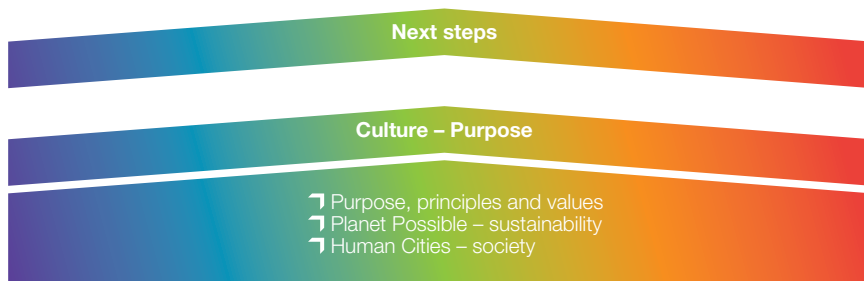 Next steps
Culture – Purpose
Purpose, principles and values
Planet Possible – sustainability
Human Cities – society